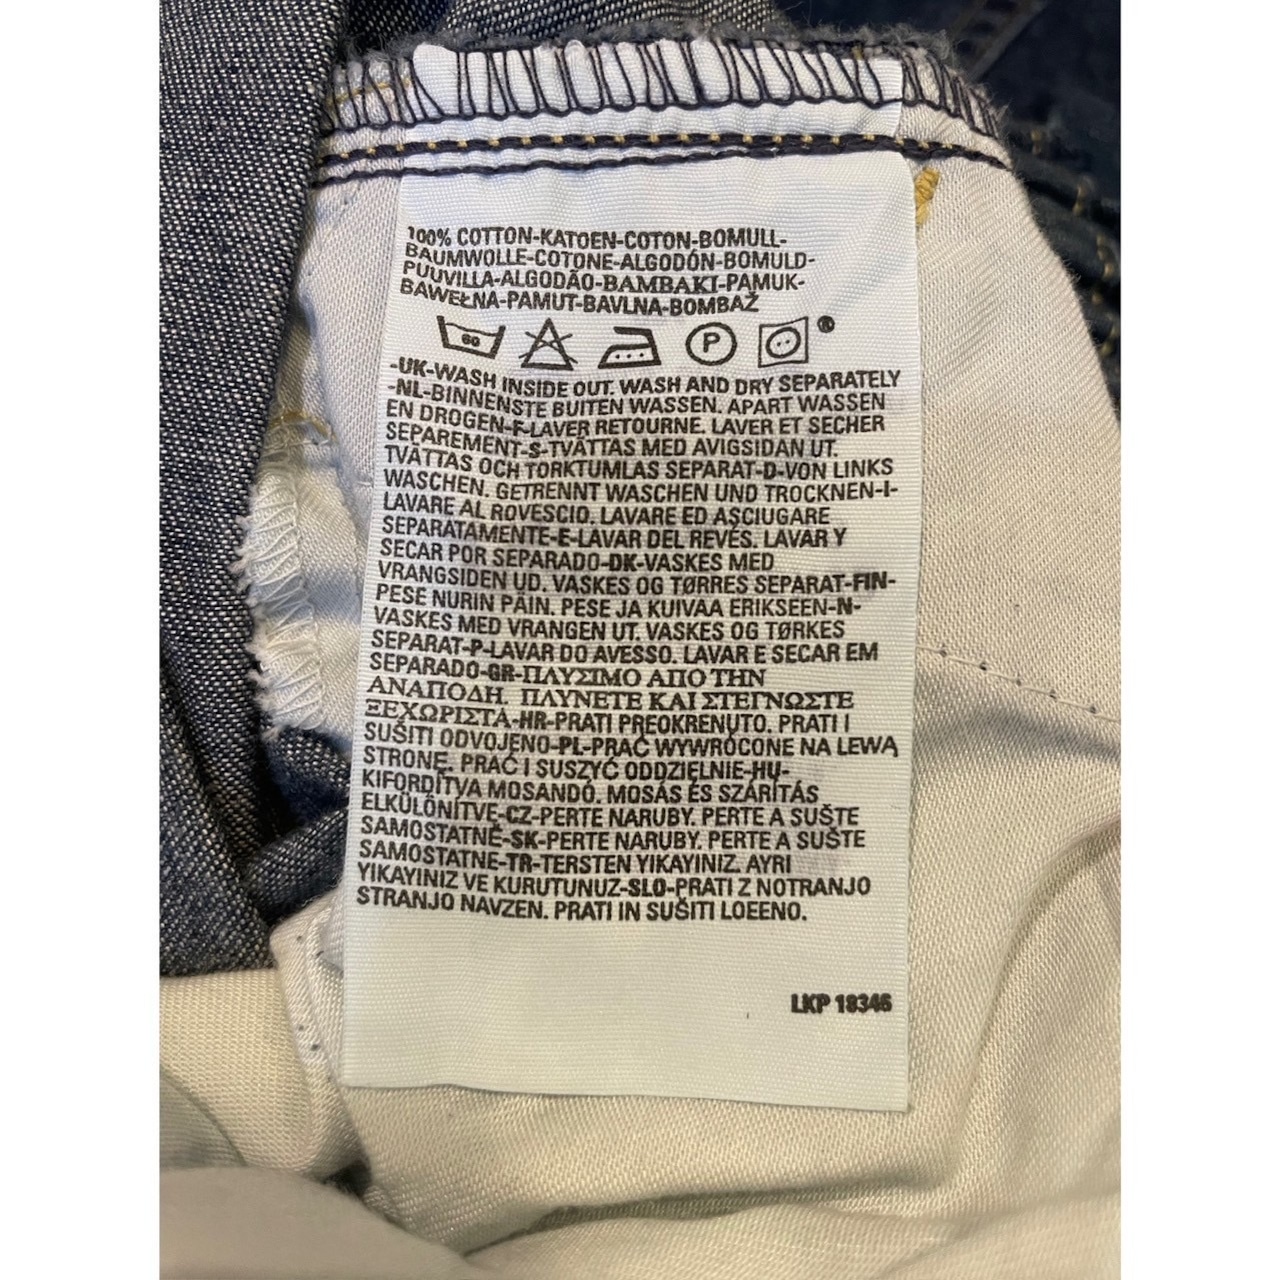 100% COTTON-KATOEN-COTON-BOMULL-
BAUMWOLLE-COTONE-ALGODÓN-BOMULD-
PUUVILLA-ALGODÃO-ΒΑΜΒΑΚΙ-PAMUK-
BAWEŁNA-PAMUT-BAVLNA-BOMBAŽ
60 P ®
-UK-WASH INSIDE OUT. WASH AND DRY SEPARATELY
-NL-BINNENSTE BUITEN WASSEN. APART WASSEN
EN DROGEN-F-LAVER RETOURNE. LAVER ET SECHER
SEPAREMENT-S-TVÄTTAS MED AVIGSIDAN UT.
TVÄTTAS OCH TORKTUMLAS SEPARAT-D-VON LINKS
WASCHEN. GETRENNT WASCHEN UND TROCKNEN-I-
LAVARE AL ROVESCIO. LAVARE ED ASCIUGARE
SEPARATAMENTE-E-LAVAR DEL REVÉS. LAVAR Y
SECAR POR SEPARADO-DK-VASKES MED
VRANGSIDEN UD. VASKES OG TØRRES SEPARAT-FIN-
PESE NURIN PÄIN. PESE JA KUIVAA ERIKSEEN-N-
VASKES MED VRANGEN UT. VASKES OG TØRKES
SEPARAT-P-LAVAR DO AVESSO. LAVAR E SECAR EM
SEPARADO-GR-ΠΛΥΣΙΜΟ ΑΠΟ ΤΗΝ
ΑΝΑΠΟΔΗ. ΠΛΥΝΕΤΕ ΚΑΙ ΣΤΕΓΝΩΣΤΕ
ΞΕΧΩΡΙΣΤΑ-HR-PRATI PREOKRENUTO. PRATI I
SUŠITI ODVOJENO-PL-PRAĆ WYWRÓCONE NA LEWĄ
STRONĘ. PRAĆ I SUSZYĆ ODDZIELNIE-HU-
KIFORDÍTVA MOSANDÓ. MOSÁS ÉS SZÁRÍTÁS
ELKÜLÖNÍTVE-CZ-PERTE NARUBY. PERTE A SUŠTE
SAMOSTATNĚ-SK-PERTE NARUBY. PERTE A SUŠTE
SAMOSTATNE-TR-TERSTEN YIKAYINIZ. AYRI
YIKAYINIZ VE KURUTUNUZ-SLO-PRATI Z NOTRANJO
STRANJO NAVZEN. PRATI IN SUŠITI LOEENO.
LKP 18346